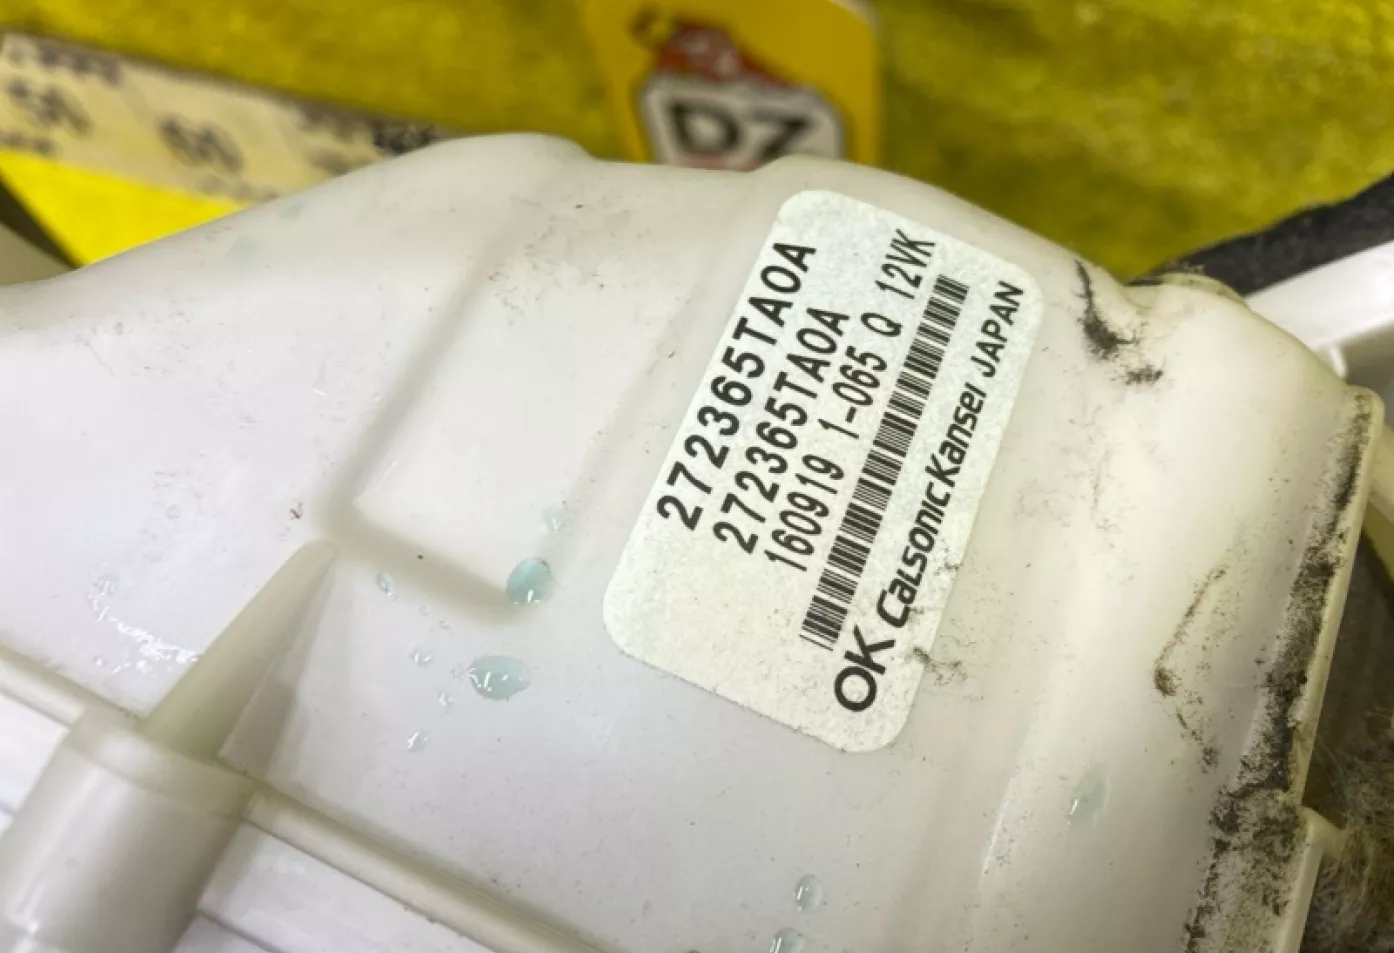 DZ
272365TA0A
272365TA0A
160919 1-065 Q 12VK
OK CALSONIC Kansei JAPAN